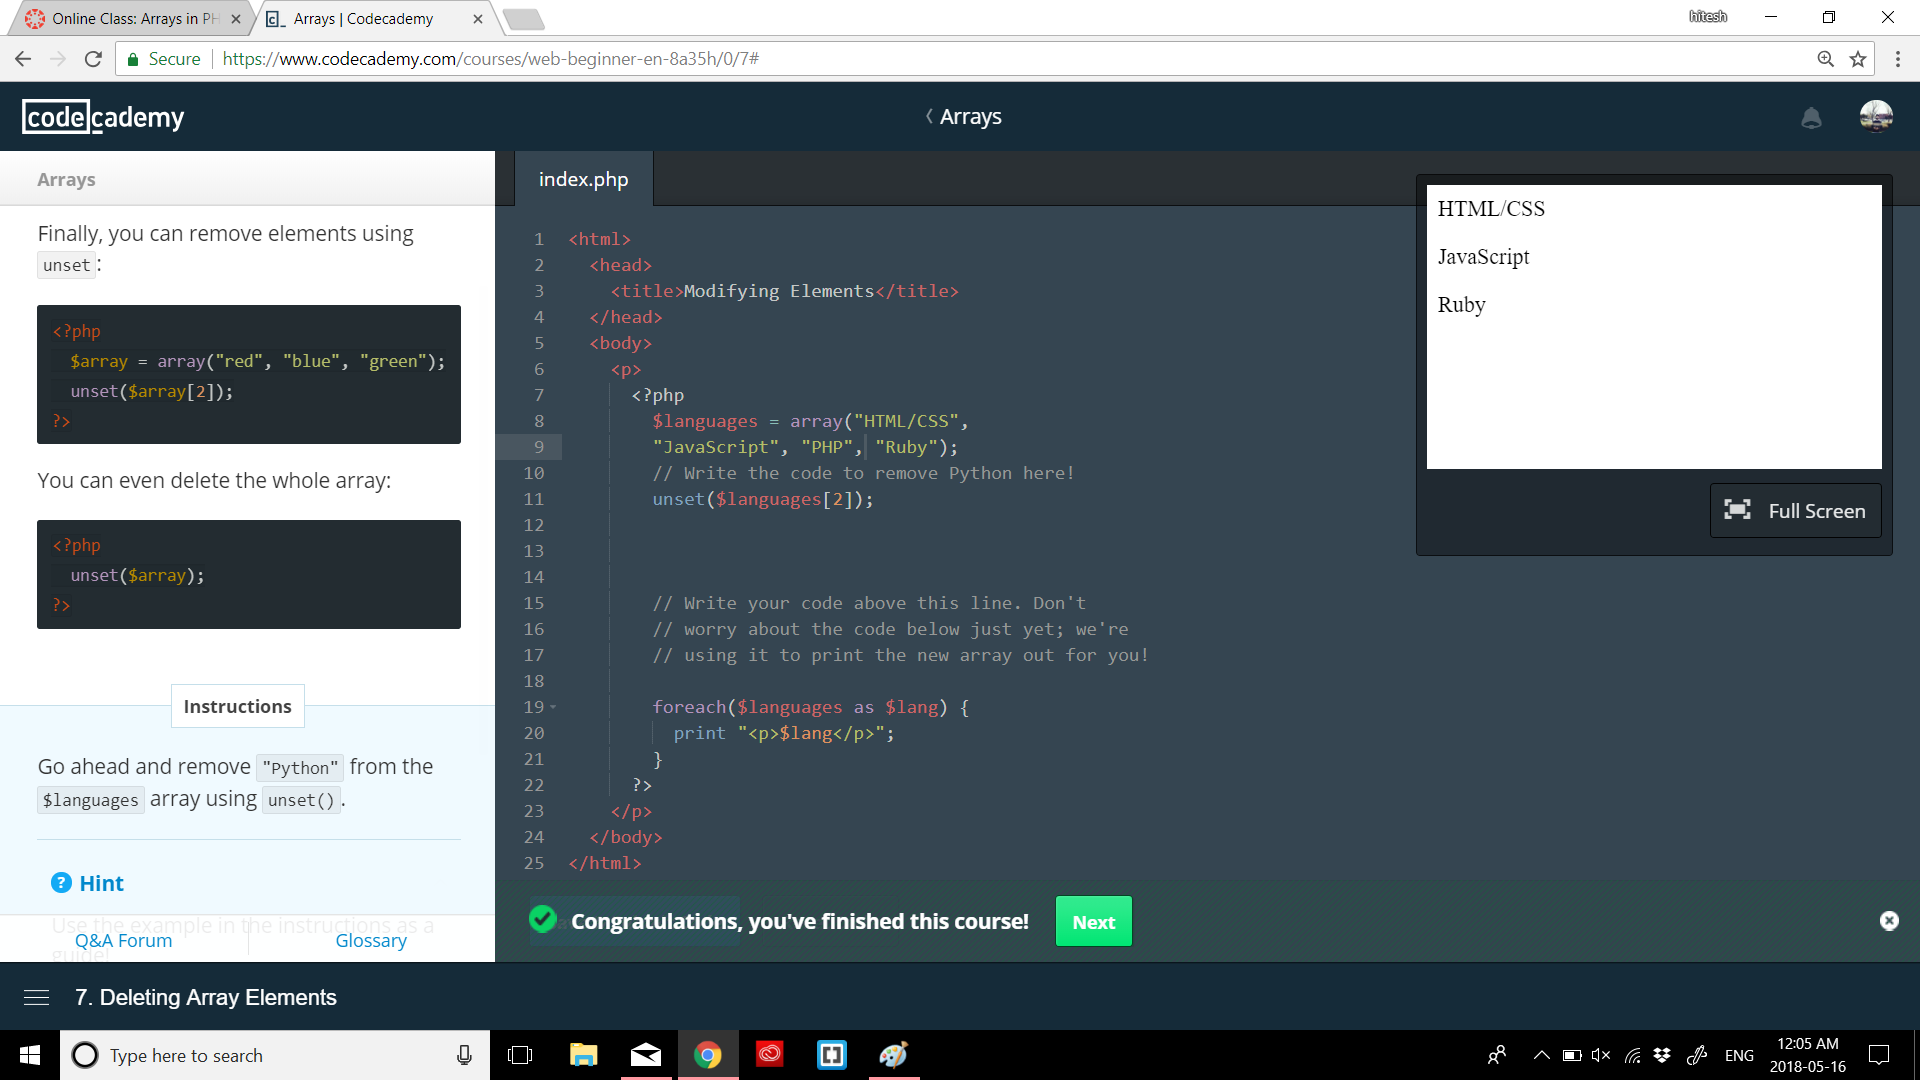 Online Class: Arrays in PH
Arrays | Codecademy
hitesh
Secure
https://www.codecademy.com/courses/web-beginner-en-8a35h/0/7#
codecademy
Arrays
Arrays
Finally, you can remove elements using
unset:
<?php
$array = array("red", "blue", "green");
unset($array[2]);
?>
You can even delete the whole array:
<?php
unset($array);
?>
Instructions
Go ahead and remove "Python" from the
$languages array using unset().
? Hint
Use the example in the instructions as a
guide!
Q&A Forum
Glossary
index.php
1 <html>
2 <head>
3 <title>Modifying Elements</title>
4 </head>
5 <body>
6 <p>
7 <?php
8 $languages = array("HTML/CSS",
9 "JavaScript", "PHP", "Ruby");
10 // Write the code to remove Python here!
11 unset($languages[2]);
12
13
14
15 // Write your code above this line. Don't
16 // worry about the code below just yet; we're
17 // using it to print the new array out for you!
18
19 foreach($languages as $lang) {
20 print "<p>$lang</p>";
21 }
22 ?>
23 </p>
24 </body>
25 </html>
HTML/CSS
JavaScript
Ruby
Full Screen
Congratulations, you've finished this course!
Next
7. Deleting Array Elements
Type here to search
ENG
12:05 AM
2018-05-16